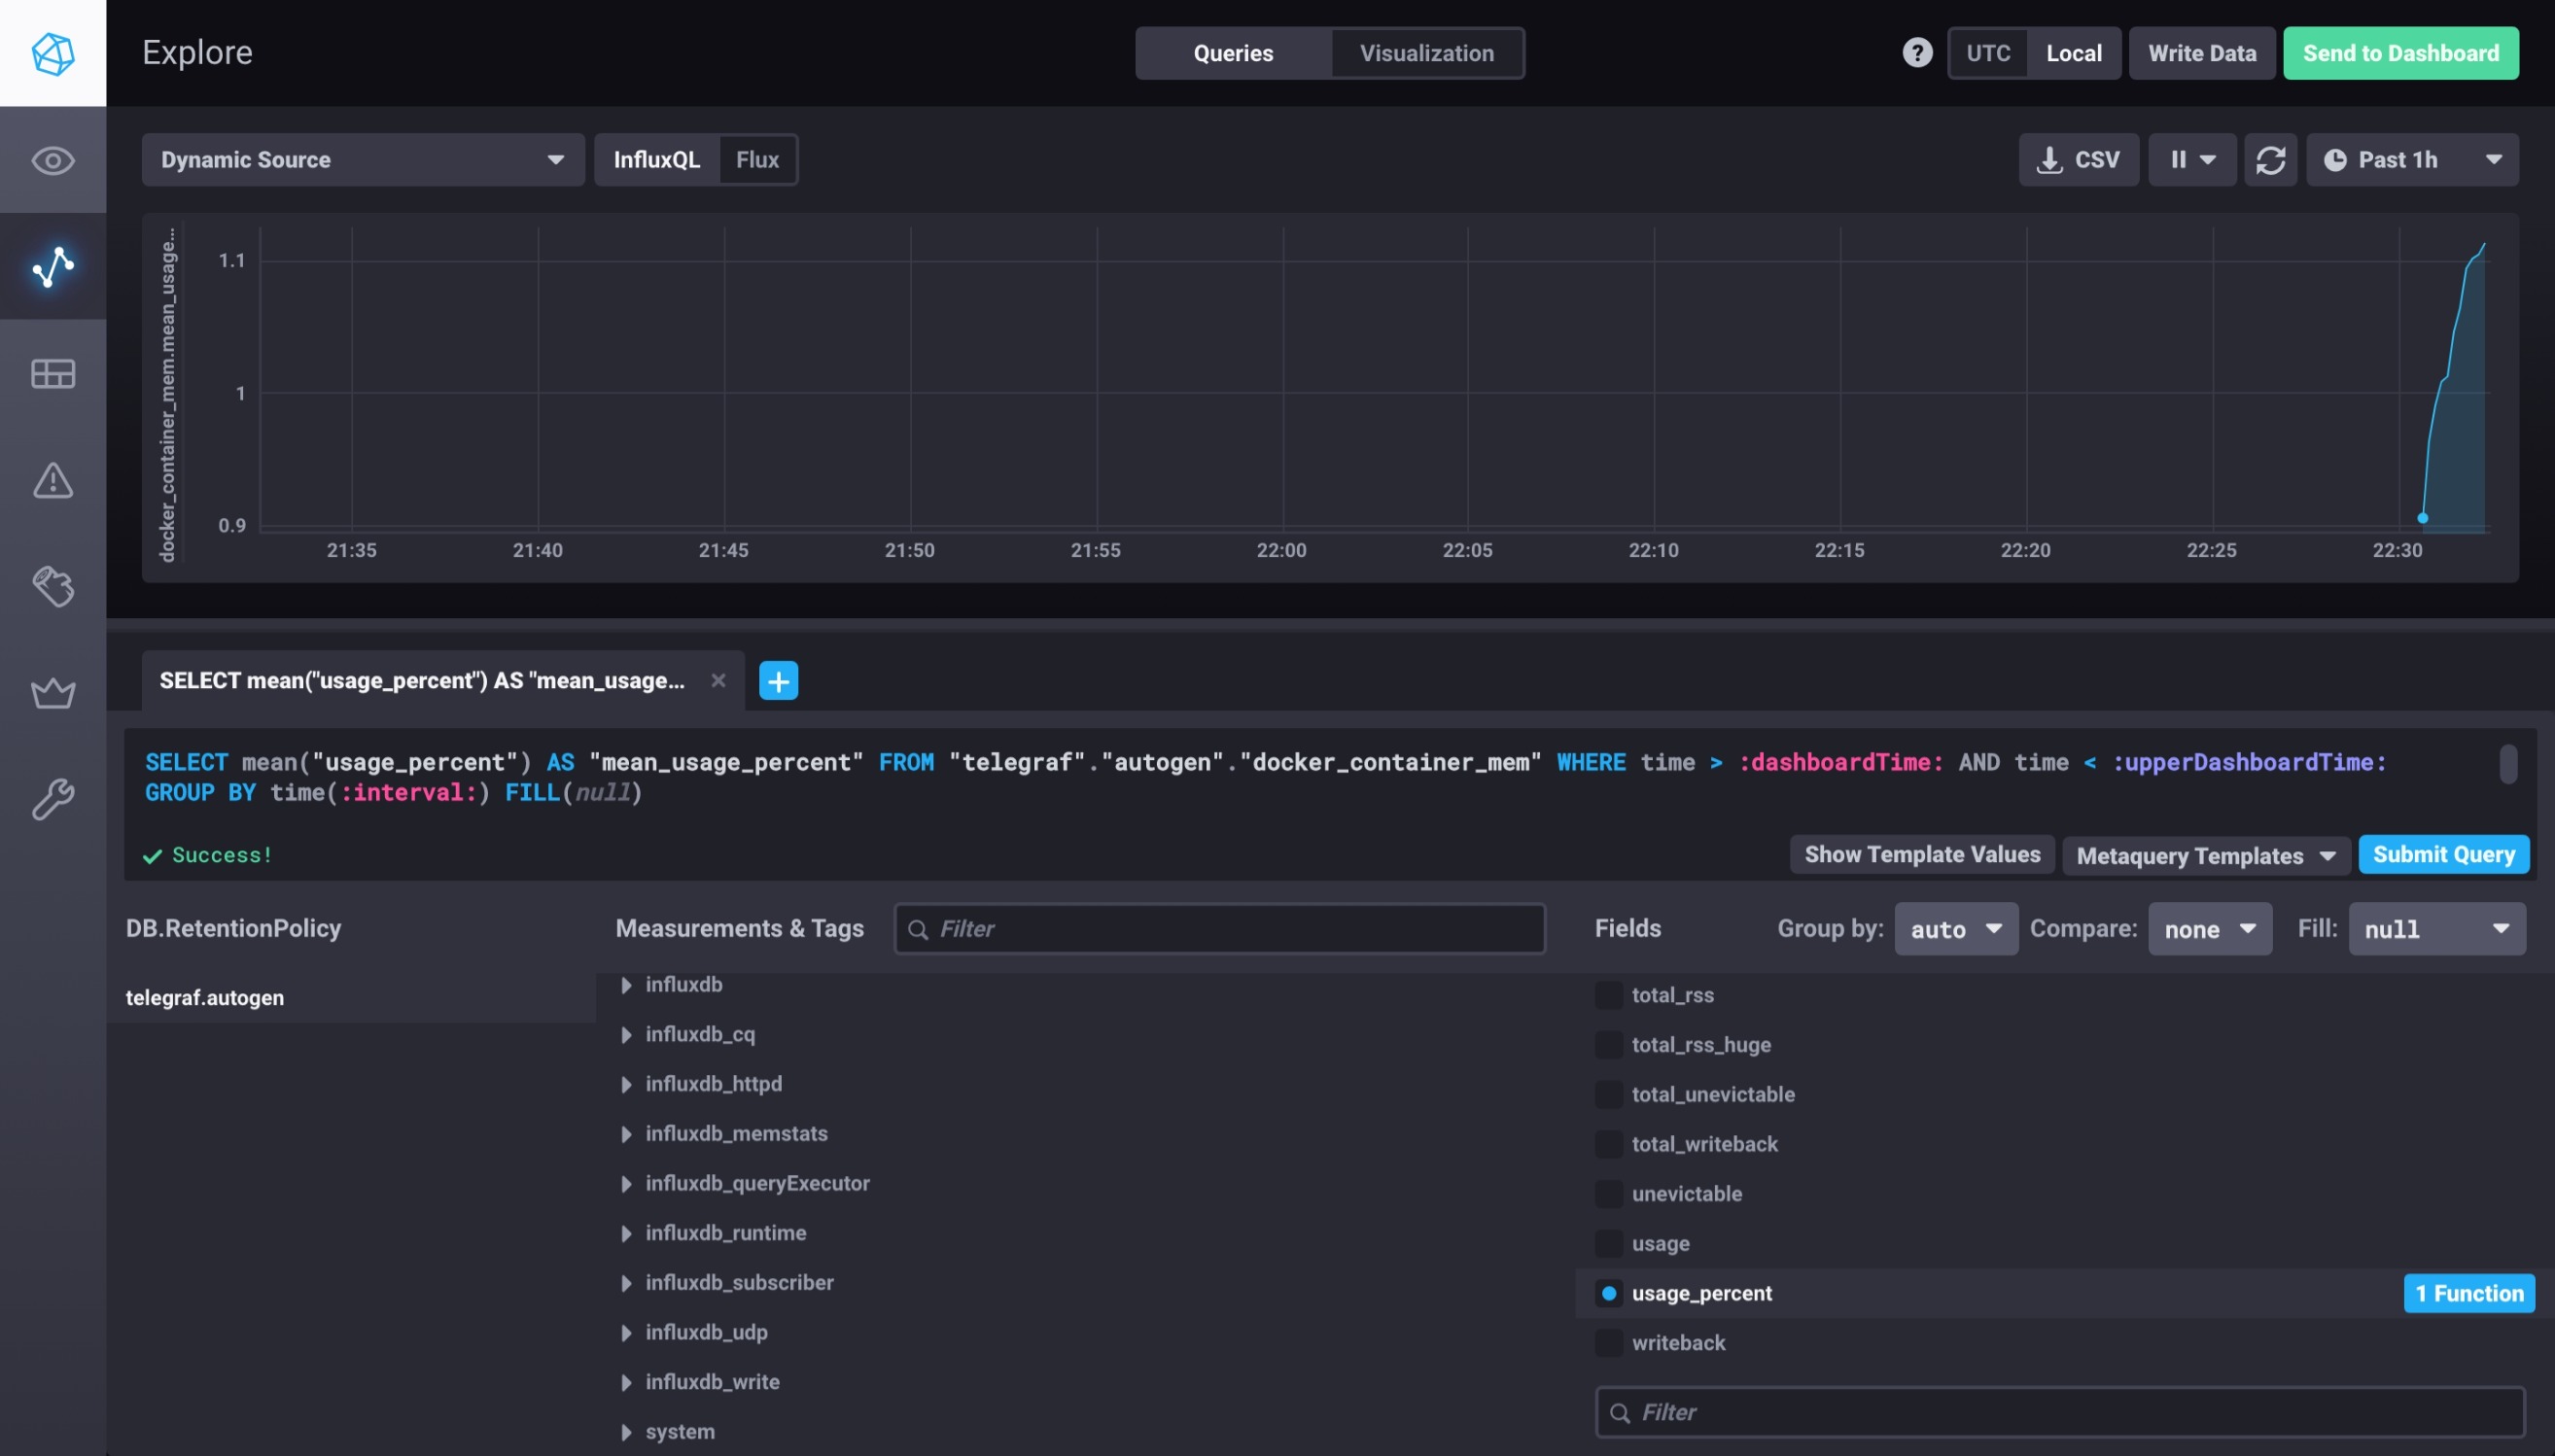 Explore
Queries
Visualization
?
UTC
Local
Write Data
Send to Dashboard
Dynamic Source
InfluxQL
Flux
CSV
Past 1h
docker_container_mem.mean_usage...
1.1
1
0.9
21:35
21:40
21:45
21:50
21:55
22:00
22:05
22:10
22:15
22:20
22:25
22:30
SELECT mean("usage_percent") AS "mean_usage...
SELECT mean("usage_percent") AS "mean_usage_percent" FROM "telegraf"."autogen"."docker_container_mem" WHERE time > :dashboardTime: AND time < :upperDashboardTime:
GROUP BY time(:interval:) FILL(null)
Success!
Show Template Values
Metaquery Templates
Submit Query
DB.RetentionPolicy
telegraf.autogen
Measurements & Tags
Filter
influxdb
influxdb_cq
influxdb_httpd
influxdb_memstats
influxdb_queryExecutor
influxdb_runtime
influxdb_subscriber
influxdb_udp
influxdb_write
system
Fields
Group by:
auto
Compare:
none
Fill:
null
total_rss
total_rss_huge
total_unevictable
total_writeback
unevictable
usage
usage_percent
1 Function
writeback
Filter